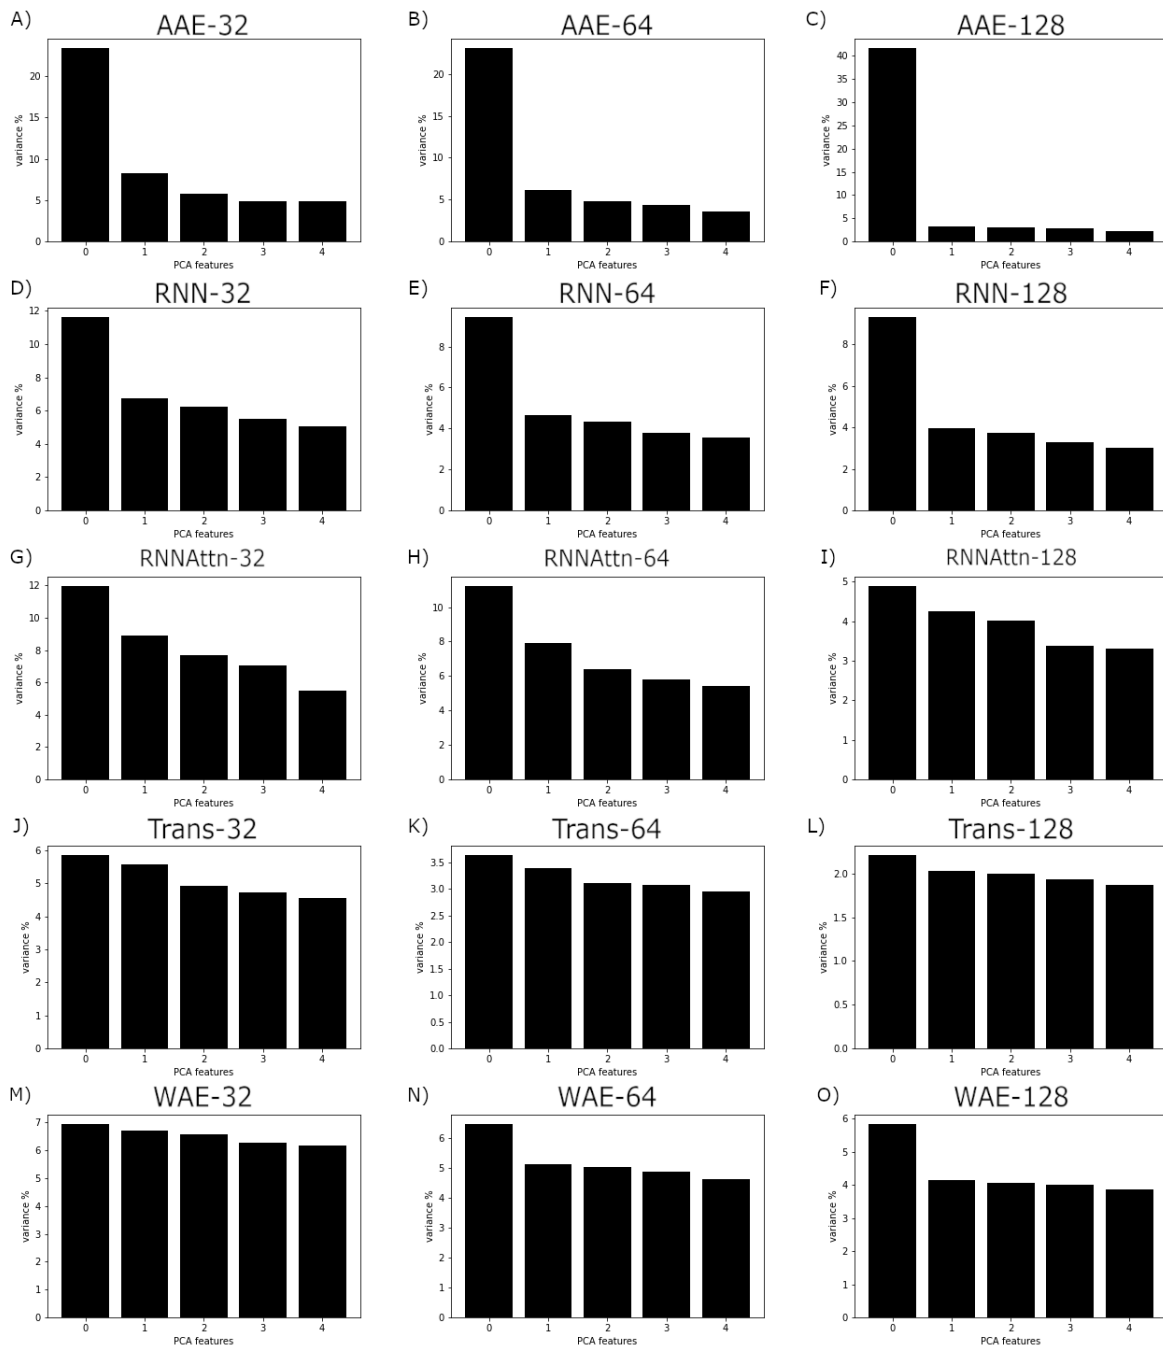 A) AAE-32
20
15
10
5
0
variance %
0 1 2 3 4
PCA features
B) AAE-64
20
15
10
5
0
variance %
0 1 2 3 4
PCA features
C) AAE-128
40
35
30
25
20
15
10
5
0
variance %
0 1 2 3 4
PCA features
D) RNN-32
12
10
8
6
4
2
0
variance %
0 1 2 3 4
PCA features
E) RNN-64
8
6
4
2
0
variance %
0 1 2 3 4
PCA features
F) RNN-128
8
6
4
2
0
variance %
0 1 2 3 4
PCA features
G) RNNAttn-32
12
10
8
6
4
2
0
variance %
0 1 2 3 4
PCA features
H) RNNAttn-64
10
8
6
4
2
0
variance %
0 1 2 3 4
PCA features
I) RNNAttn-128
5
4
3
2
1
0
variance %
0 1 2 3 4
PCA features
J) Trans-32
6
5
4
3
2
1
0
variance %
0 1 2 3 4
PCA features
K) Trans-64
3.5
3.0
2.5
2.0
1.5
1.0
0.5
0.0
variance %
0 1 2 3 4
PCA features
L) Trans-128
2.0
1.5
1.0
0.5
0.0
variance %
0 1 2 3 4
PCA features
M) WAE-32
7
6
5
4
3
2
1
0
variance %
0 1 2 3 4
PCA features
N) WAE-64
6
5
4
3
2
1
0
variance %
0 1 2 3 4
PCA features
O) WAE-128
6
5
4
3
2
1
0
variance %
0 1 2 3 4
PCA features